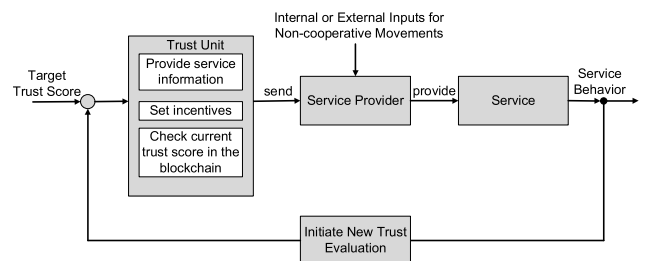 Internal or External Inputs for
Non-cooperative Movements
Target
Trust Score
Trust Unit
Provide service
information
Set incentives
Check current
trust score in the
blockchain
send
Service Provider
provide
Service
Service
Behavior
Initiate New Trust
Evaluation